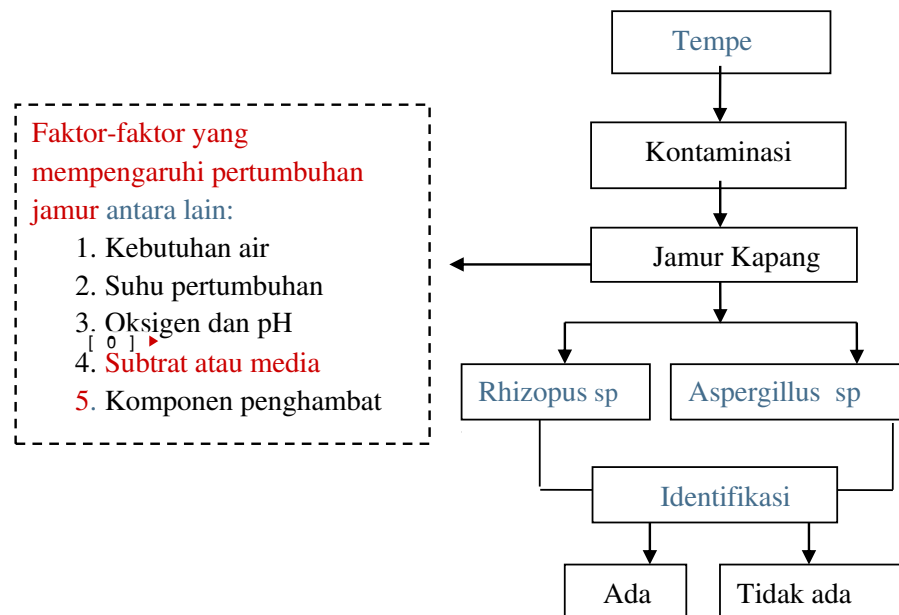 Tempe
Kontaminasi
Jamur Kapang
Faktor-faktor yang
mempengaruhi pertumbuhan
jamur antara lain:
1. Kebutuhan air
2. Suhu pertumbuhan
3. Oksigen dan pH
[ 0 ]
4. Subtrat atau media
5. Komponen penghambat
Rhizopus sp
Aspergillus sp
Identifikasi
Ada
Tidak ada